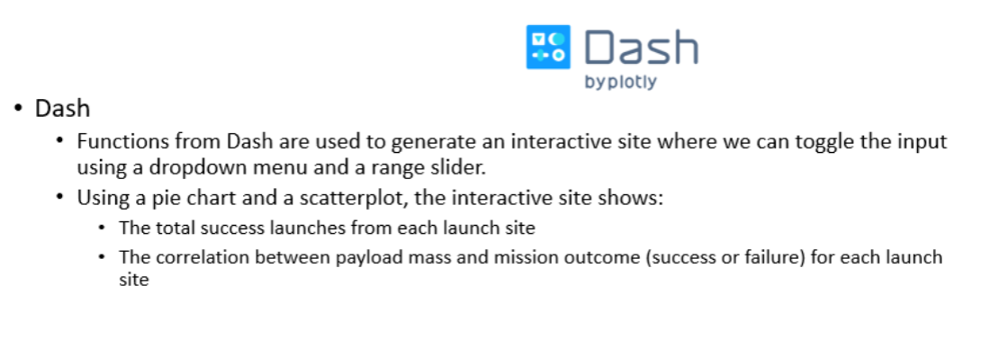 Dash
by plotly
• Dash
• Functions from Dash are used to generate an interactive site where we can toggle the input
using a dropdown menu and a range slider.
• Using a pie chart and a scatterplot, the interactive site shows:
• The total success launches from each launch site
• The correlation between payload mass and mission outcome (success or failure) for each launch
site